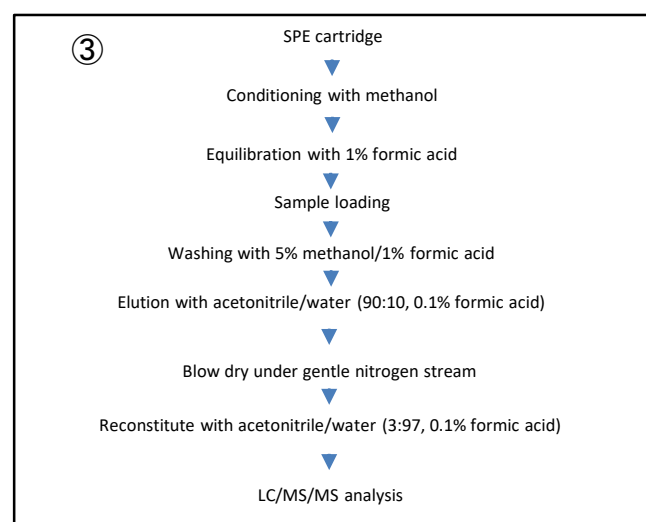 ③
SPE cartridge
Conditioning with methanol
Equilibration with 1% formic acid
Sample loading
Washing with 5% methanol/1% formic acid
Elution with acetonitrile/water (90:10, 0.1% formic acid)
Blow dry under gentle nitrogen stream
Reconstitute with acetonitrile/water (3:97, 0.1% formic acid)
LC/MS/MS analysis